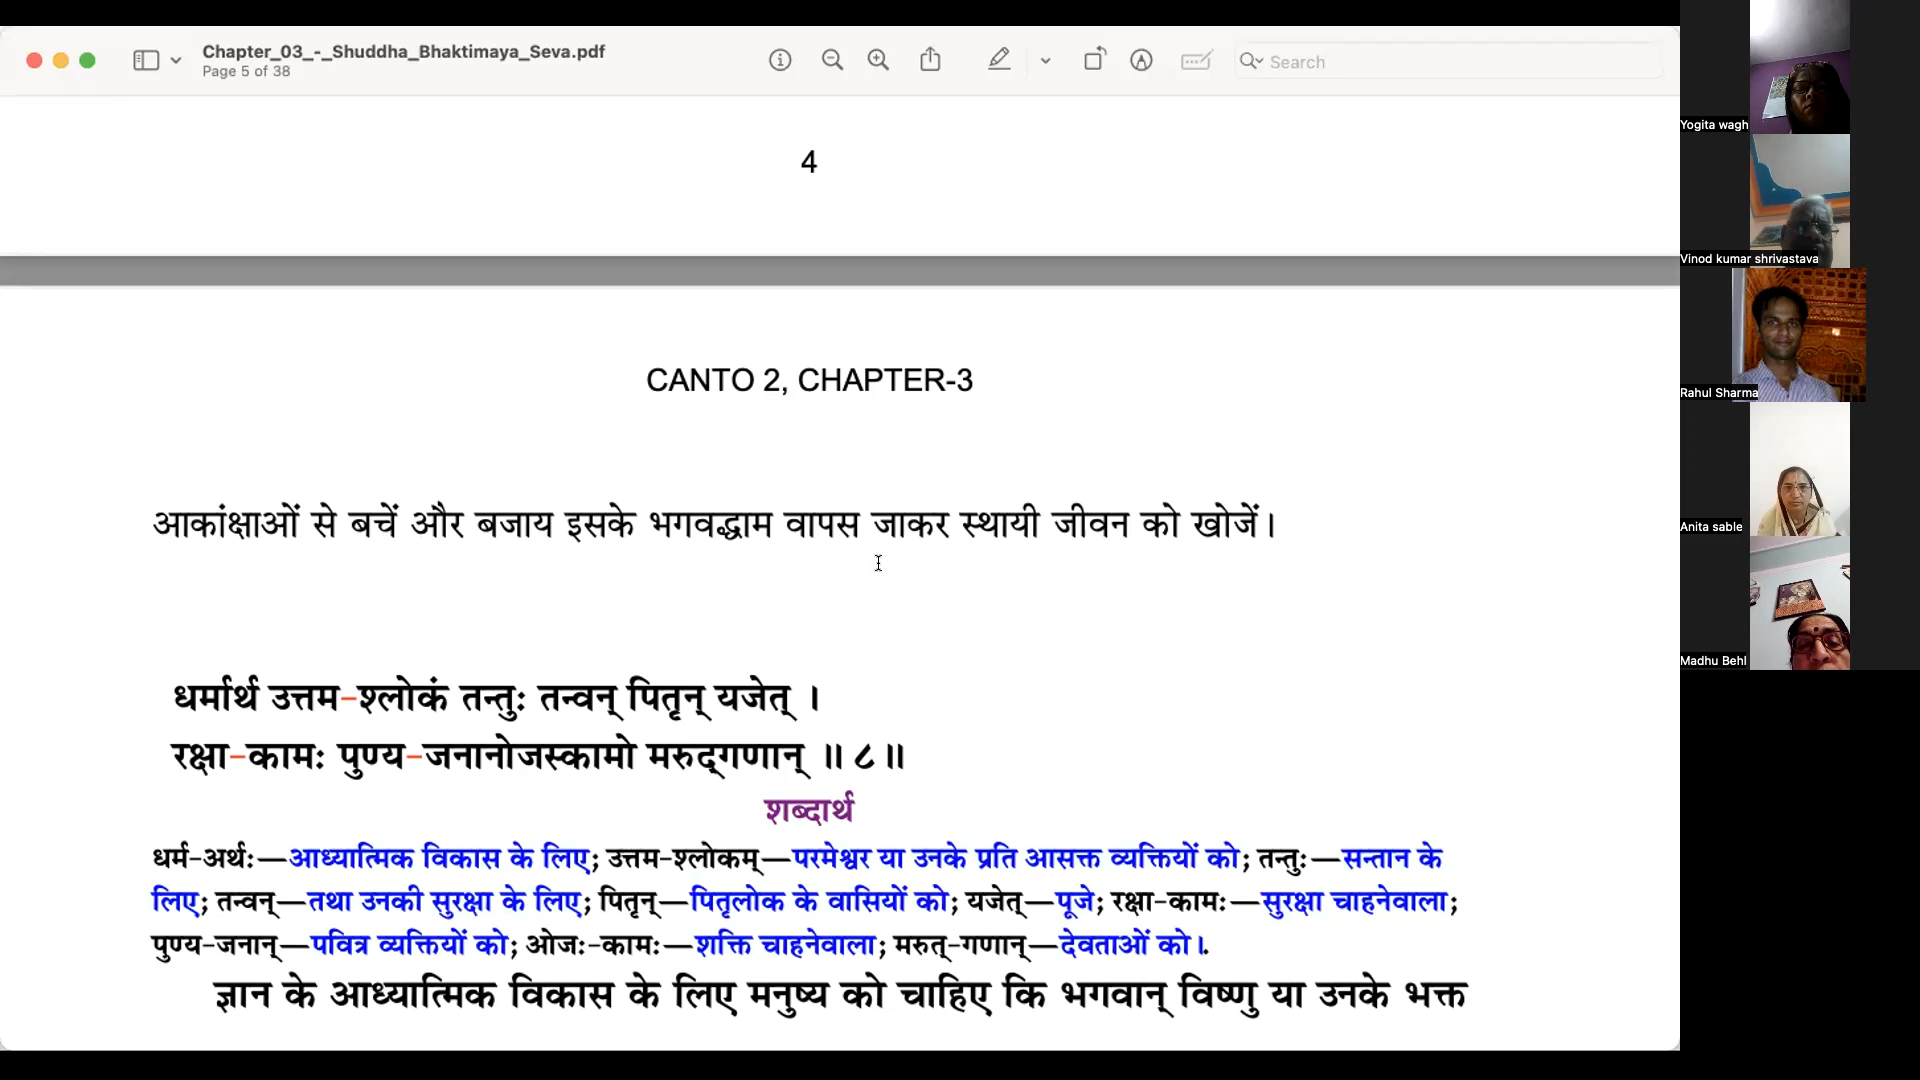 Chapter_03_-_Shuddha_Bhaktimaya_Seva.pdf
Page 5 of 38
Search
4
CANTO 2, CHAPTER-3
आकांक्षाओं से बचें और बजाय इसके भगवद्धाम वापस जाकर स्थायी जीवन को खोजें।
धर्मार्थ उत्तम-श्लोकं तन्तुः तन्वन् पितृन् यजेत् ।
रक्षा-कामः पुण्य-जनानोजस्कामो मरुद्गणान् ॥ ८॥
शब्दार्थ
धर्म-अर्थः—आध्यात्मिक विकास के लिए; उत्तम-श्लोकम्—परमेश्वर या उनके प्रति आसक्त व्यक्तियों को; तन्तुः—सन्तान के
लिए; तन्वन्—तथा उनकी सुरक्षा के लिए; पितृन्—पितृलोक के वासियों को; यजेत्—पूजे; रक्षा-कामः—सुरक्षा चाहनेवाला;
पुण्य-जनान्—पवित्र व्यक्तियों को; ओजः-कामः—शक्ति चाहनेवाला; मरुत्-गणान्—देवताओं को।.
ज्ञान के आध्यात्मिक विकास के लिए मनुष्य को चाहिए कि भगवान् विष्णु या उनके भक्त
Yogita wagh
Vinod kumar shrivastava
Rahul Sharma
Anita sable
Madhu Behl